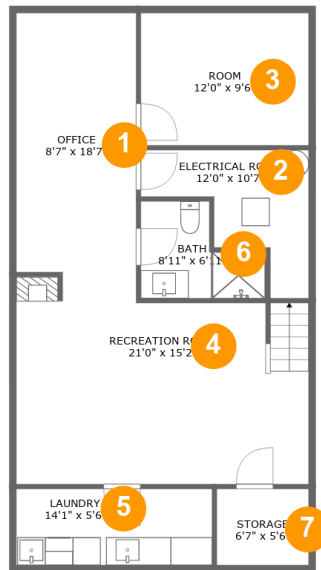 ROOM
12'0" x 9'6
3
OFFICE
8'7" x 18'7
1
ELECTRICAL RO
12'0" x 10'7
2
BATH
8'11" x 6'11
6
RECREATION RO
21'0" x 15'2
4
LAUNDRY
14'1" x 5'6
5
STORAGE
6'7" x 5'6
7